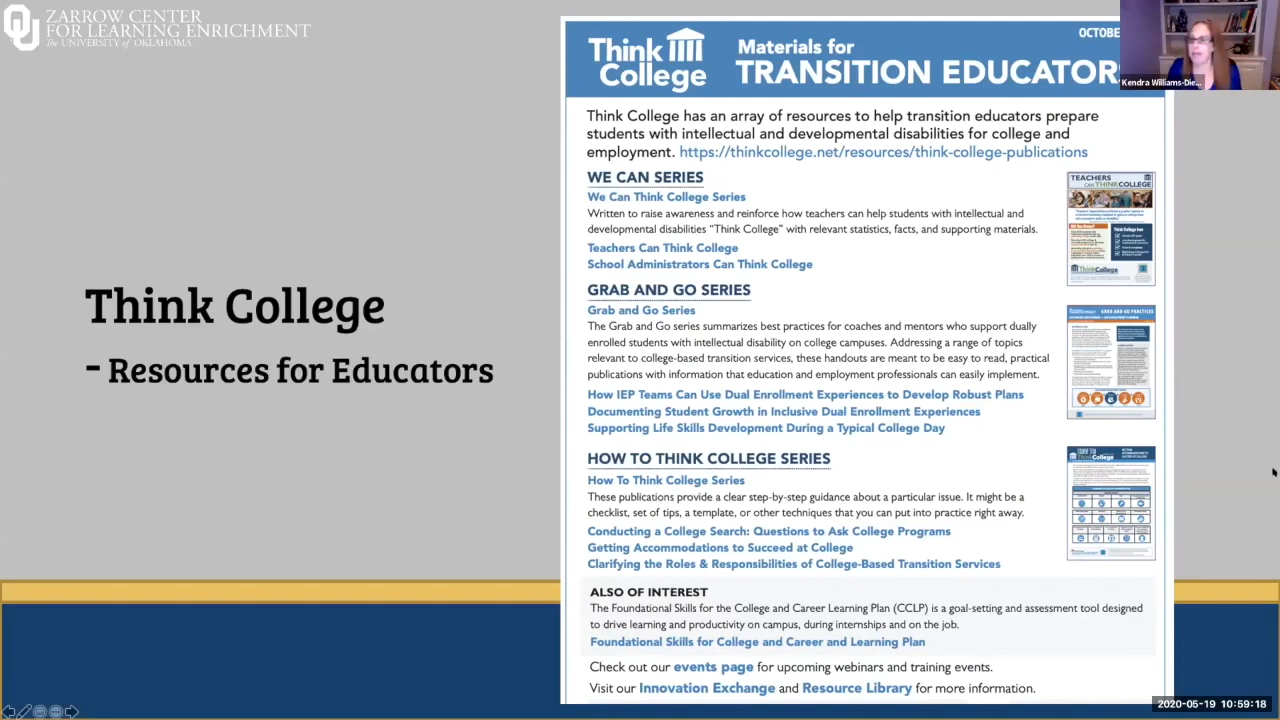 ZARROW CENTER
FOR LEARNING ENRICHMENT
The UNIVERSITY of OKLAHOMA
Think College
- Resources for Educators
Think
College
Materials for
TRANSITION EDUCATOR
OCTOBE
Kendra Williams-Die...
Think College has an array of resources to help transition educators prepare
students with intellectual and developmental disabilities for college and
employment. https://thinkcollege.net/resources/think-college-publications
WE CAN SERIES
We Can Think College Series
Written to raise awareness and reinforce how teachers can help students with intellectual and
developmental disabilities “Think College” with relevant statistics, facts, and supporting materials.
Teachers Can Think College
School Administrators Can Think College
TEACHERS
CAN THINK COLLEGE
GRAB AND GO SERIES
Grab and Go Series
The Grab and Go series summarizes best practices for coaches and mentors who support dually
enrolled students with intellectual disability on college campuses. Addressing a range of topics
relevant to college-based transition services, these handouts are meant to be easy to read, practical
publications with information that education and employment professionals can easily implement.
How IEP Teams Can Use Dual Enrollment Experiences to Develop Robust Plans
Documenting Student Growth in Inclusive Dual Enrollment Experiences
Supporting Life Skills Development During a Typical College Day
GRAB AND GO PRACTICES
HOW TO THINK COLLEGE SERIES
How To Think College Series
These publications provide a clear step-by-step guidance about a particular issue. It might be a
checklist, set of tips, a template, or other techniques that you can put into practice right away.
Conducting a College Search: Questions to Ask College Programs
Getting Accommodations to Succeed at College
Clarifying the Roles & Responsibilities of College-Based Transition Services
ALSO OF INTEREST
The Foundational Skills for the College and Career Learning Plan (CCLP) is a goal-setting and assessment tool designed
to drive learning and productivity on campus, during internships and on the job.
Foundational Skills for College and Career and Learning Plan
Check out our events page for upcoming webinars and training events.
Visit our Innovation Exchange and Resource Library for more information.
2020-05-19 10:59:18